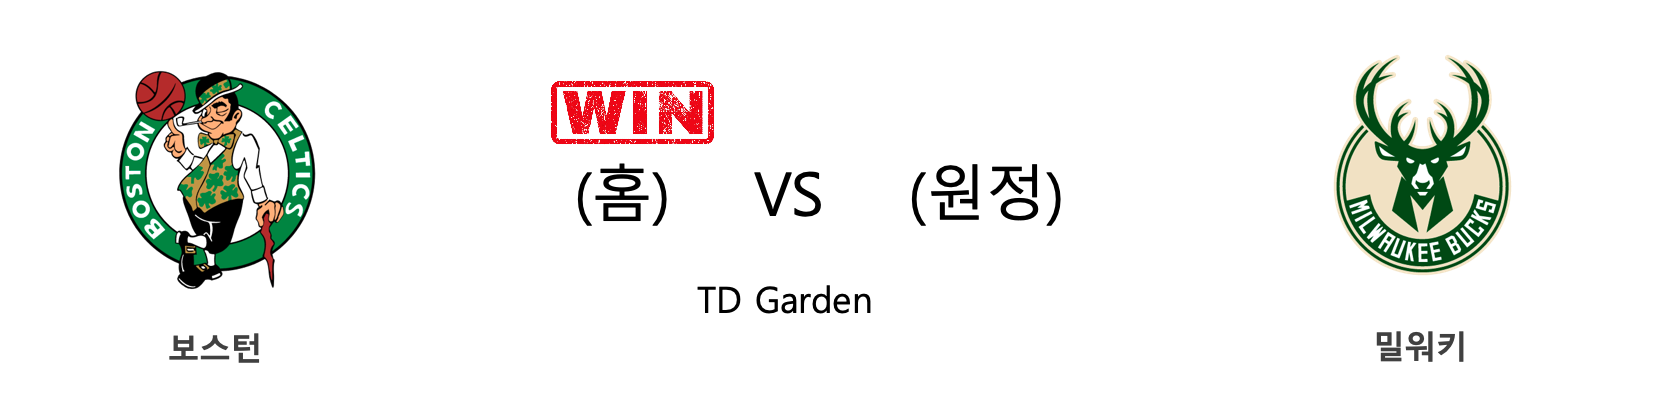 BOSTON CELTICS
WIN
(홈) VS (원정)
MILWAUKEE BUCKS
TD Garden
보스턴
밀워키